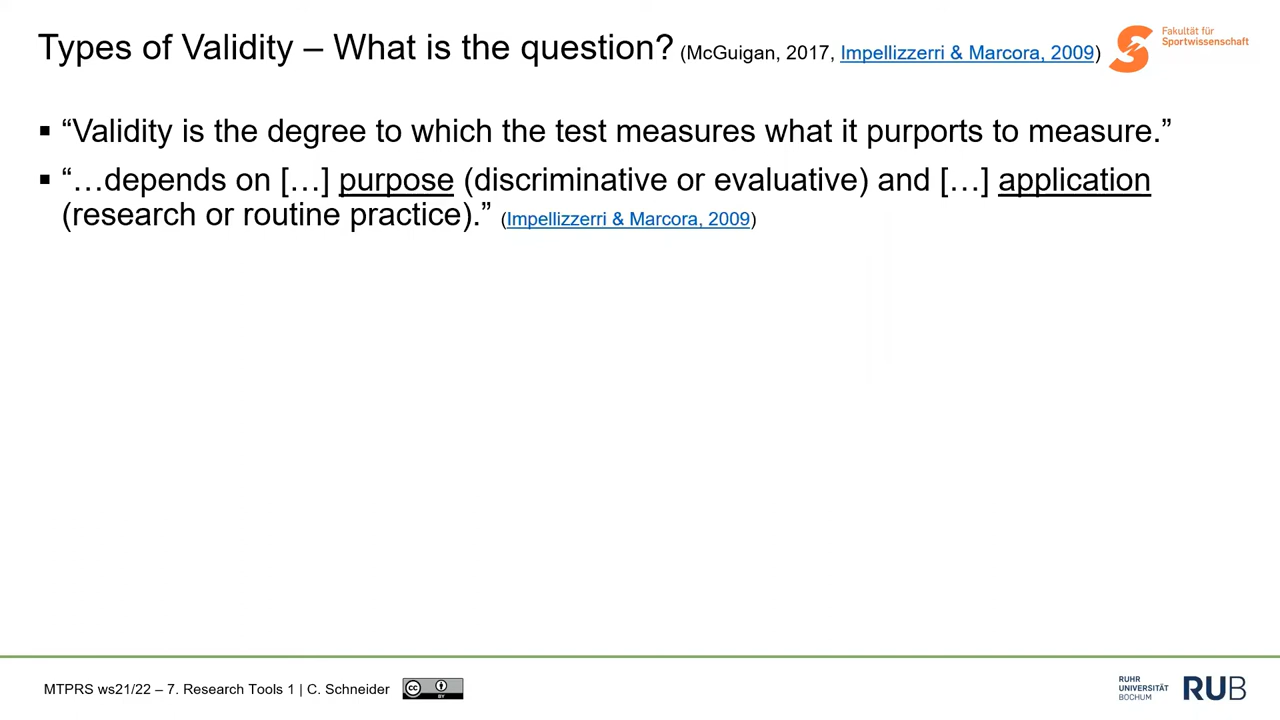 Types of Validity – What is the question? (McGuigan, 2017, Impellizzerri & Marcora, 2009)
Fakultät für
Sportwissenschaft
▪ “Validity is the degree to which the test measures what it purports to measure.”
▪ “…depends on […] purpose (discriminative or evaluative) and […] application
(research or routine practice).” (Impellizzerri & Marcora, 2009)
MTPRS ws21/22 – 7. Research Tools 1 | C. Schneider
cc
BY
RUHR
UNIVERSITÄT
BOCHUM
RUB